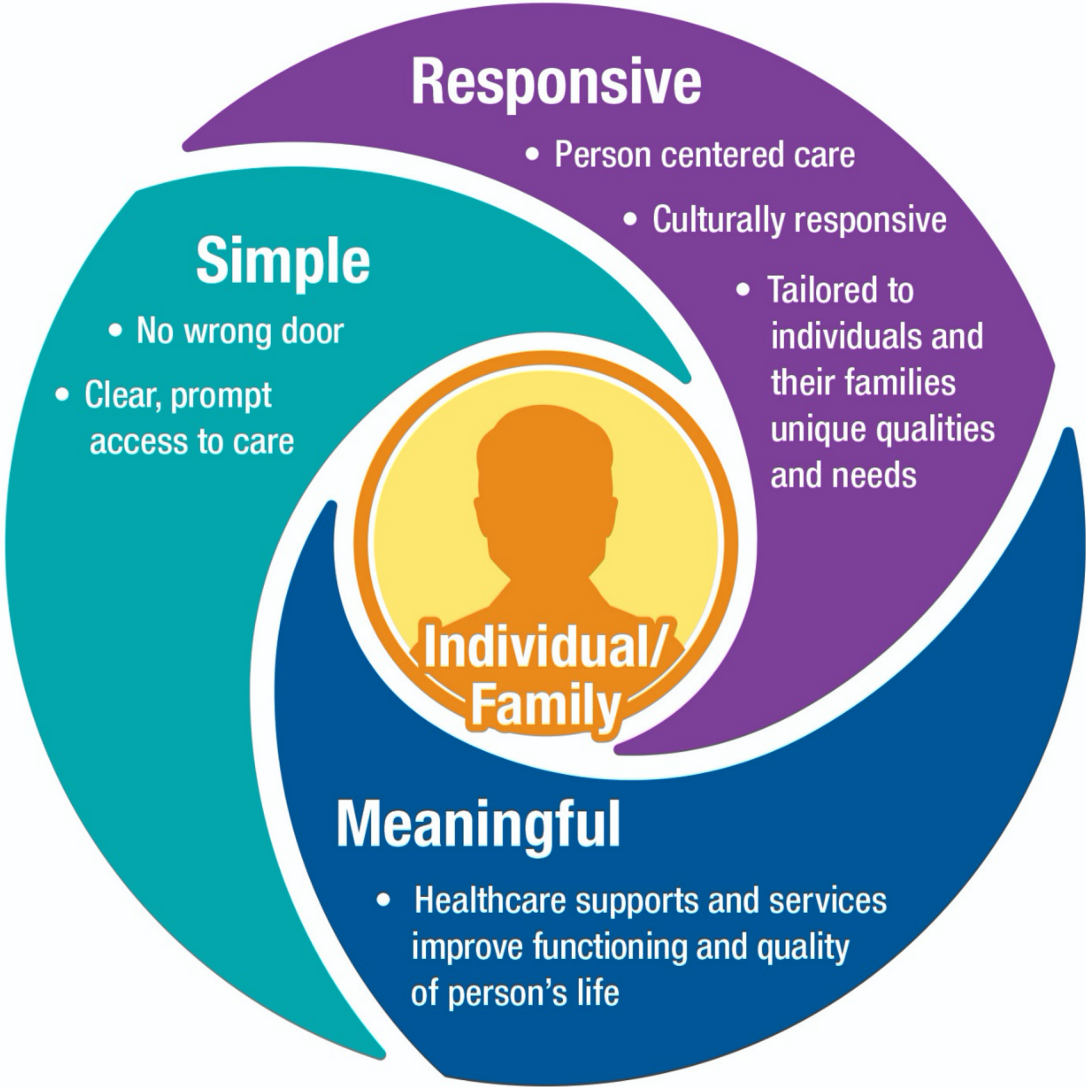 Responsive
• Person centered care
• Culturally responsive
• Tailored to
individuals and
their families
unique qualities
and needs
Simple
• No wrong door
• Clear, prompt
access to care
Individual/
Family
Meaningful
• Healthcare supports and services
improve functioning and quality
of person’s life